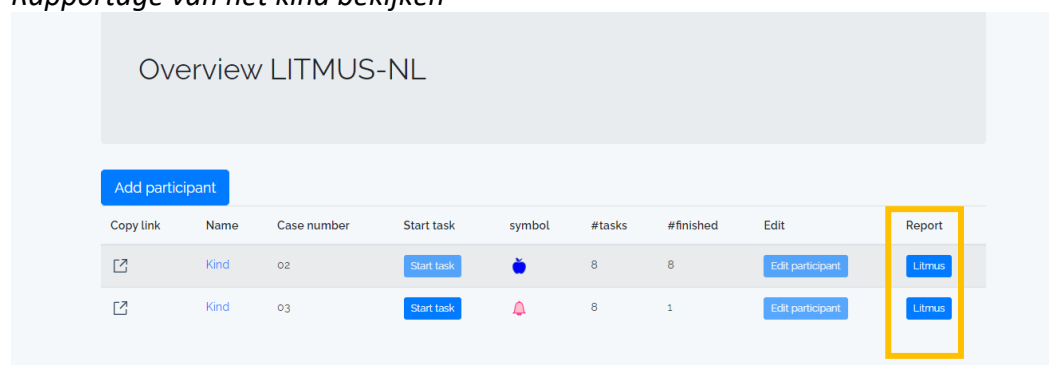 Rapportage van het kind bekijken
Overview LITMUS-NL
Add participant
Copy link Name Case number Start task symbol #tasks #finished Edit Report
Kind 02 Start task 8 8 Edit participant Litmus
Kind 03 Start task 8 1 Edit participant Litmus